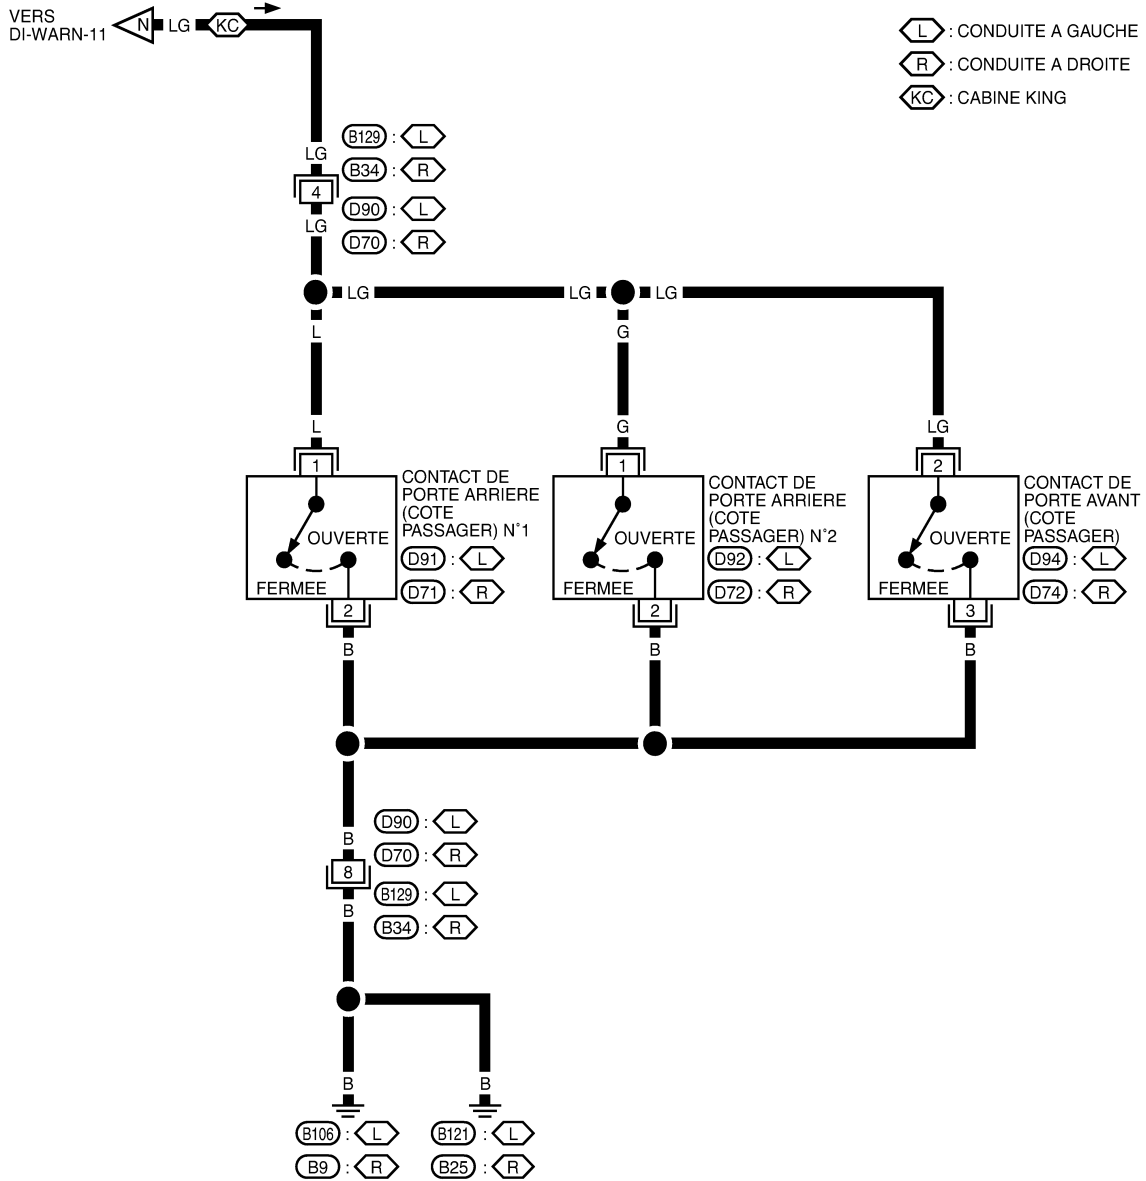 VERS
DI-WARN-11
N
LG
KC
L : CONDUITE A GAUCHE
R : CONDUITE A DROITE
KC : CABINE KING
LG
4
LG
B129 : L
B34 : R
D90 : L
D70 : R
LG
LG
LG
L
G
L
G
LG
1
1
2
CONTACT DE
PORTE ARRIERE
(COTE
PASSAGER) N°1
D91 : L
D71 : R
OUVERTE
FERMEE
2
CONTACT DE
PORTE ARRIERE
(COTE
PASSAGER) N°2
D92 : L
D72 : R
OUVERTE
FERMEE
2
CONTACT DE
PORTE AVANT
(COTE
PASSAGER)
D94 : L
D74 : R
OUVERTE
FERMEE
3
B
B
B
B
8
B
D90 : L
D70 : R
B129 : L
B34 : R
B
B
B106 : L
B9 : R
B121 : L
B25 : R